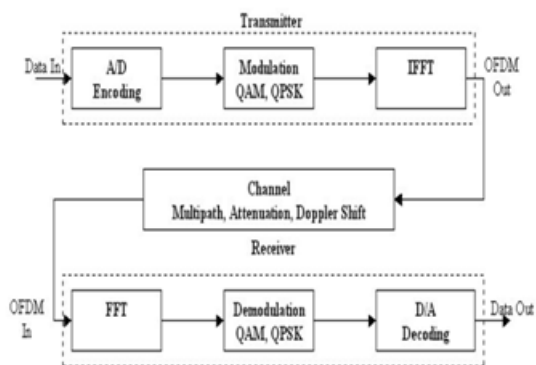 Transmitter
Data In
A/D
Encoding
Modulation
QAM, QPSK
IFFT
OFDM
Out
Channel
Multipath, Attenuation, Doppler Shift
Receiver
OFDM
In
FFT
Demodulation
QAM, QPSK
D/A
Decoding
Data Out